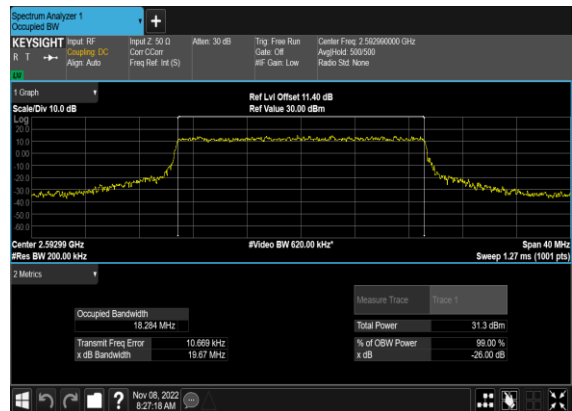 Spectrum Analyzer 1
Occupied BW
+
KEYSIGHT
R T
Input: RF
Coupling: DC
Align: Auto
Input Z: 50 Ω
Corr CCorr
Freq Ref: Int (S)
Atten: 30 dB
Trig: Free Run
Gate: Off
#IF Gain: Low
Center Freq: 2.592990000 GHz
Avg|Hold: 500/500
Radio Std: None
1 Graph
Scale/Div 10.0 dB
Ref Lvl Offset 11.40 dB
Ref Value 30.00 dBm
Log
20.0
10.0
0.00
-10.0
-20.0
-30.0
-40.0
-50.0
-60.0
Center 2.59299 GHz
#Res BW 200.00 kHz
#Video BW 620.00 kHz*
Span 40 MHz
Sweep 1.27 ms (1001 pts)
2 Metrics
Measure Trace
Trace 1
Occupied Bandwidth
18.284 MHz
Total Power
31.3 dBm
Transmit Freq Error
10.669 kHz
% of OBW Power
99.00 %
x dB Bandwidth
19.67 MHz
x dB
-26.00 dB
?
Nov 08, 2022
8:27:18 AM